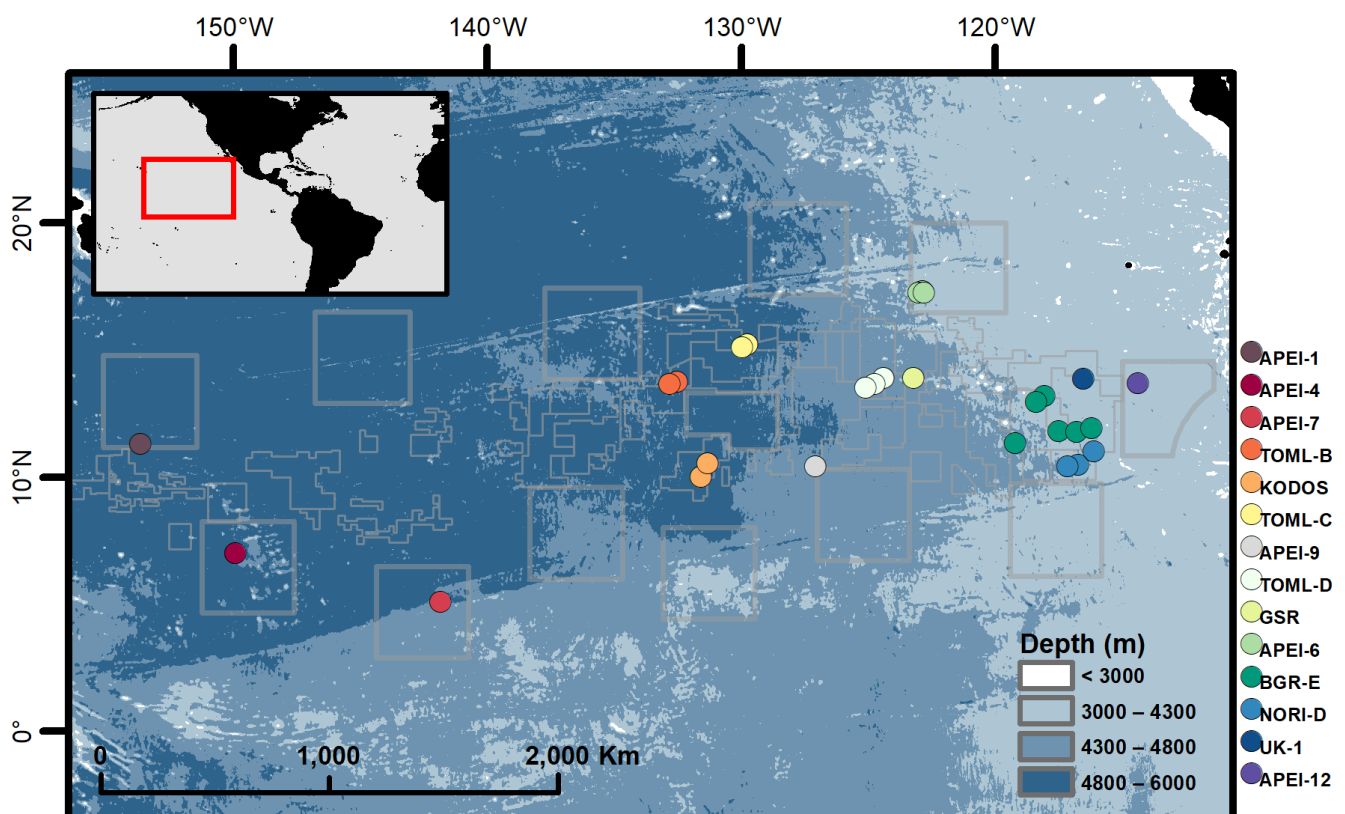 150°W 140°W 130°W 120°W
20°N
10°N
0°
APEI-1
APEI-4
APEI-7
TOML-B
KODOS
TOML-C
APEI-9
TOML-D
GSR
APEI-6
BGR-E
NORI-D
UK-1
APEI-12
Depth (m)
< 3000
3000 – 4300
4300 – 4800
4800 – 6000
0 1,000 2,000 Km